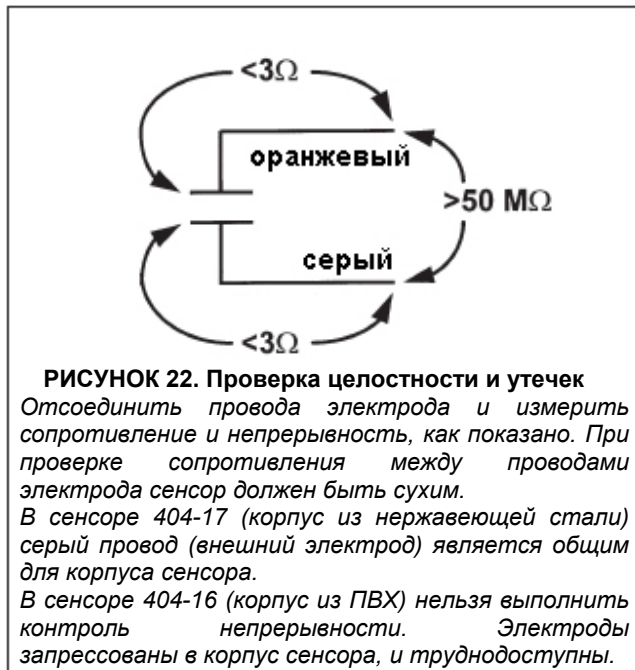 <3Ω
оранжевый
>50 MΩ
серый
<3Ω
РИСУНОК 22. Проверка целостности и утечек
Отсоединить провода электрода и измерить
сопротивление и непрерывность, как показано. При
проверке сопротивления между проводами
электрода сенсор должен быть сухим.
В сенсоре 404-17 (корпус из нержавеющей стали)
серый провод (внешний электрод) является общим
для корпуса сенсора.
В сенсоре 404-16 (корпус из ПВХ) нельзя выполнить
контроль непрерывности. Электроды
запрессованы в корпус сенсора, и труднодоступны.